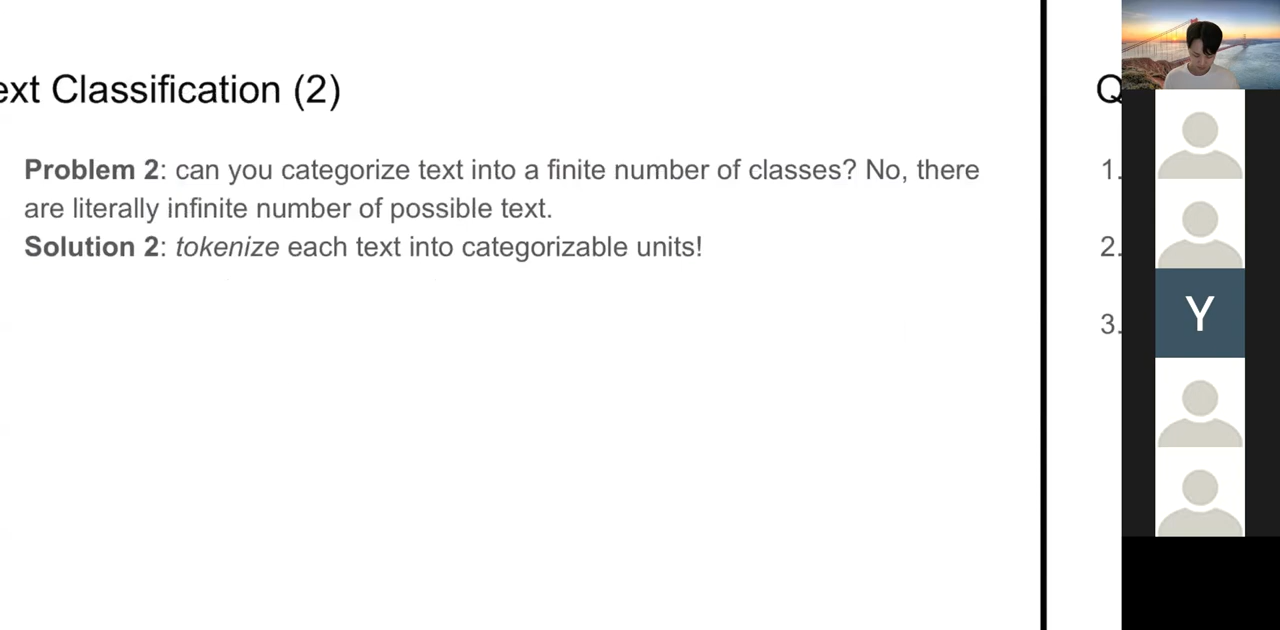 ext Classification (2)
Problem 2: can you categorize text into a finite number of classes? No, there
are literally infinite number of possible text.
Solution 2: tokenize each text into categorizable units!
Q
1.
2.
3.
Y